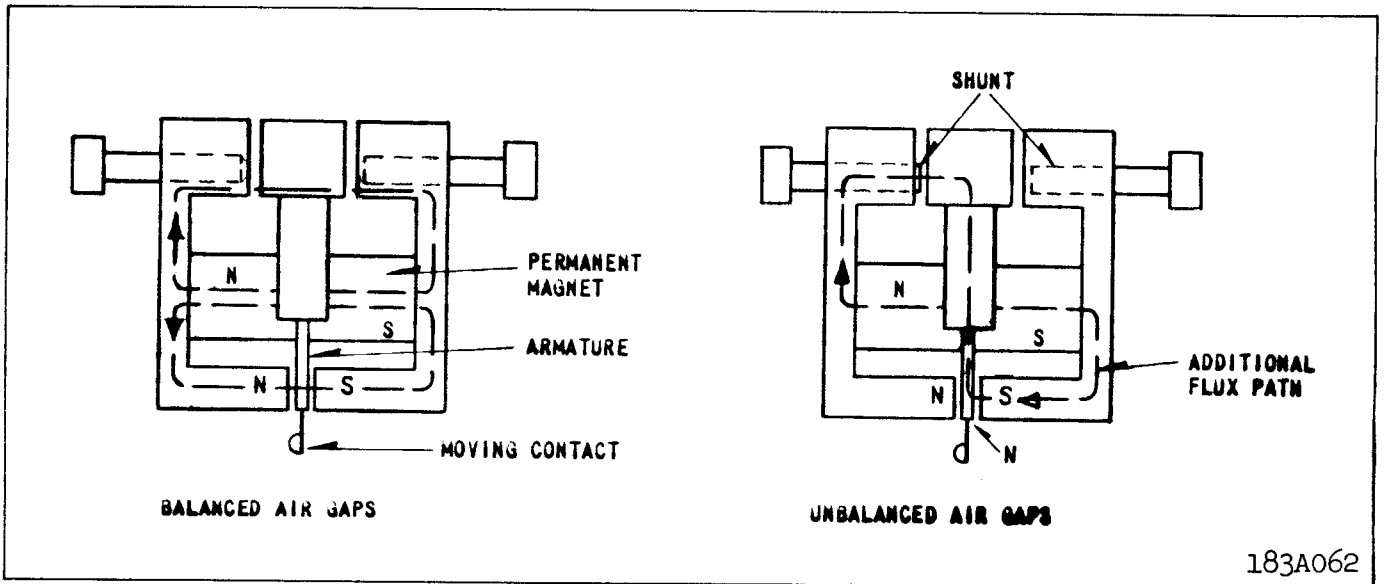 SHUNT
N
PERMANENT
MAGNET
S
ARMATURE
N
S
MOVING CONTACT
BALANCED AIR GAPS
N
S
ADDITIONAL
FLUX PATH
N
S
N
UNBALANCED AIR GAPS
183A062